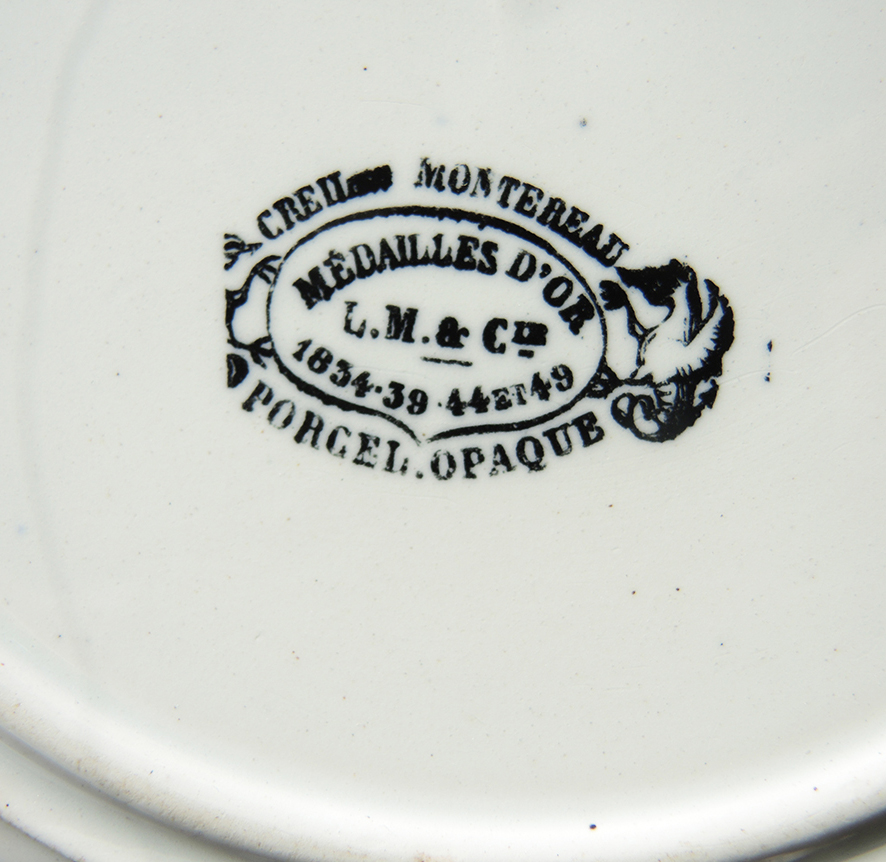 CREIL MONTEREAU
MÉDAILLES D'OR
L.M.& CIE
1834·39·44 ET 49
PORCEL.OPAQUE